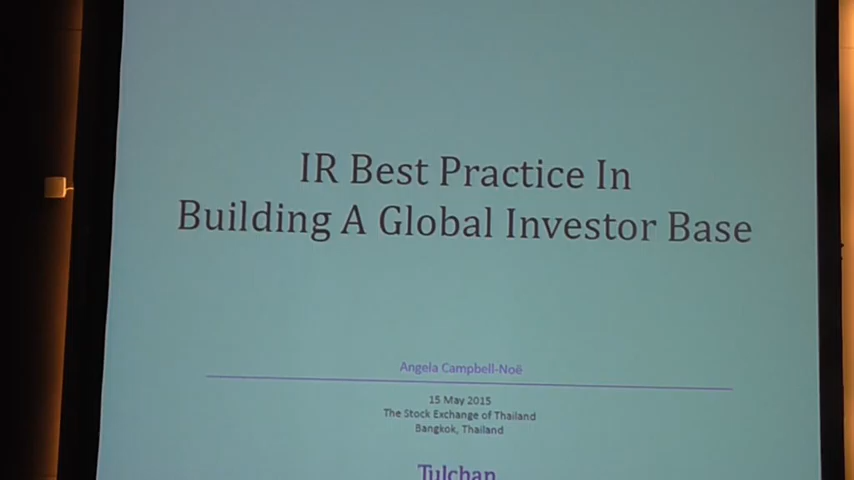 IR Best Practice In
Building A Global Investor Base
Angela Campbell-Noë
15 May 2015
The Stock Exchange of Thailand
Bangkok, Thailand
Tulchan